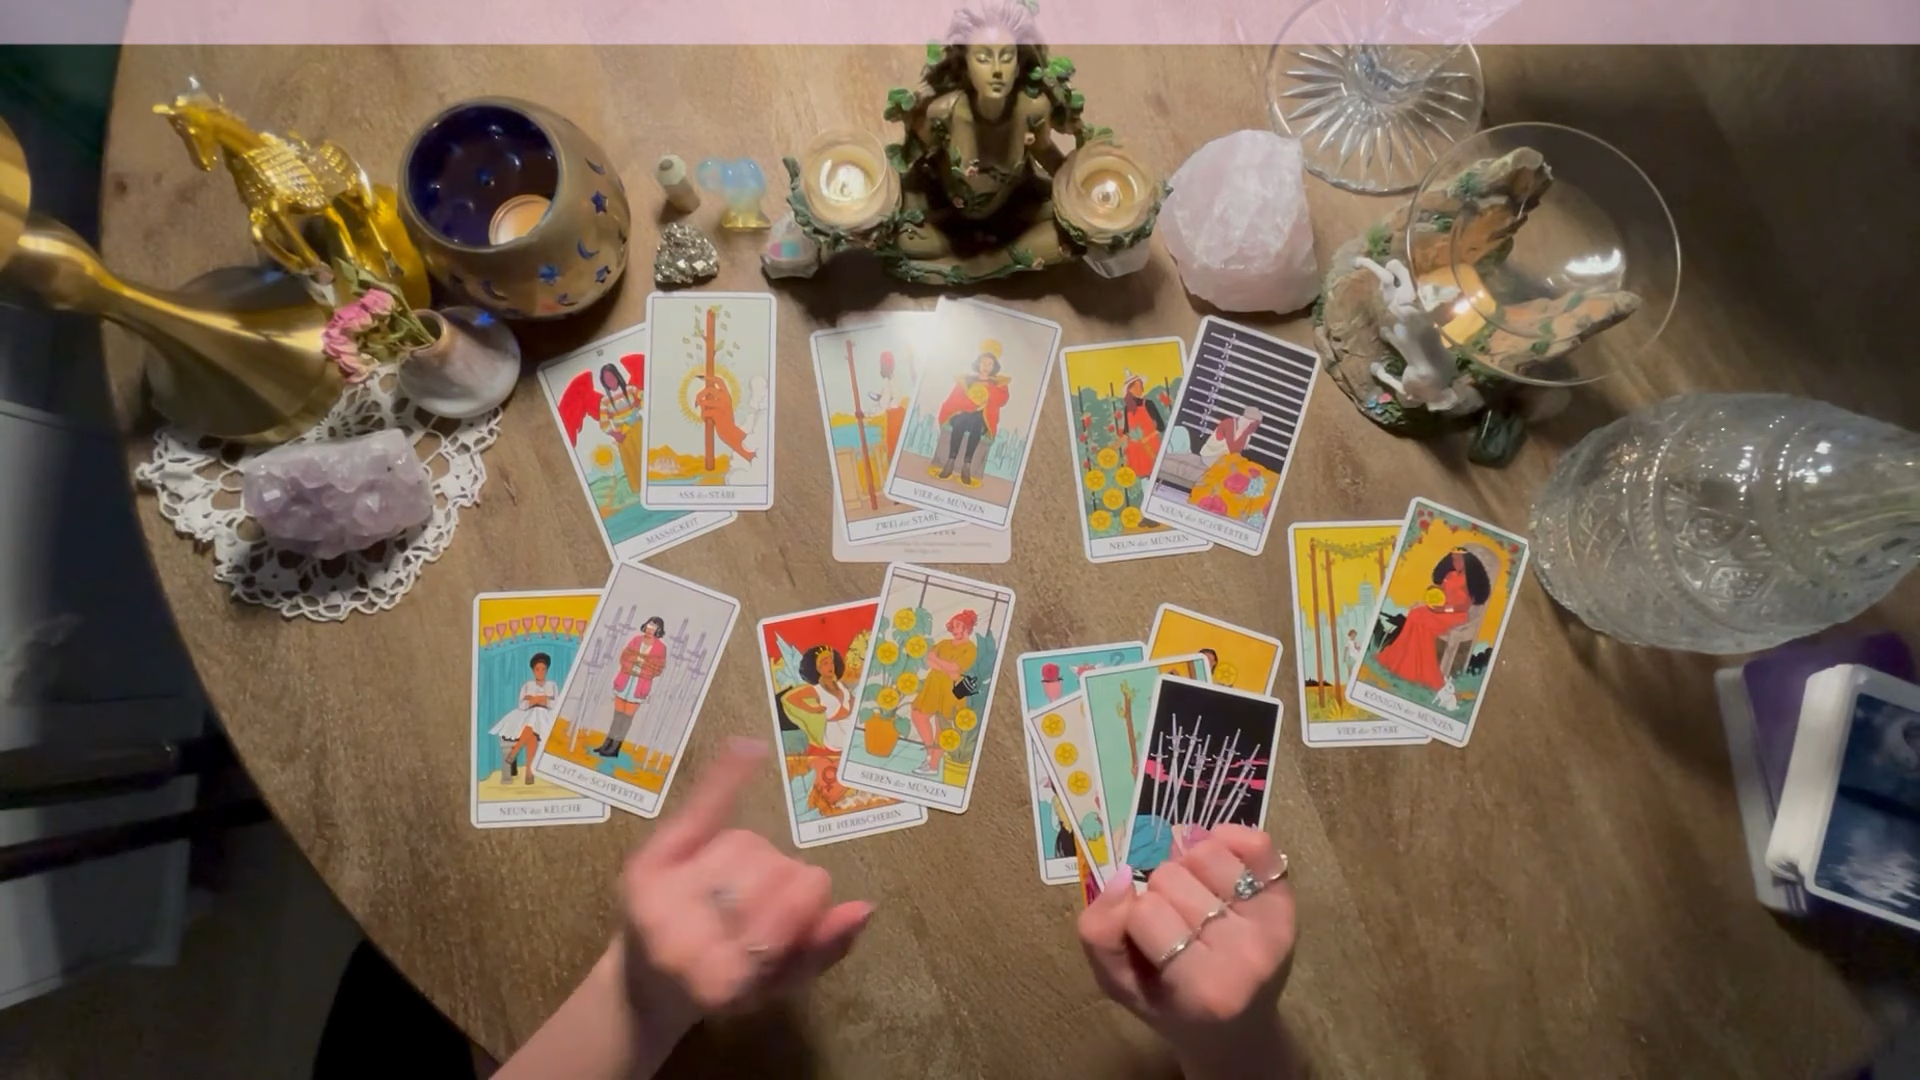 MÄSSIGKEIT
ASS der STÄBE
ZWEI der STÄBE
VIER der MÜNZEN
NEUN der MÜNZEN
NEUN der SCHWERTER
VIER der STÄBE
KÖNIGIN der MÜNZEN
NEUN der KELCHE
ACHT der SCHWERTER
DIE HERRSCHERIN
SIEBEN der MÜNZEN